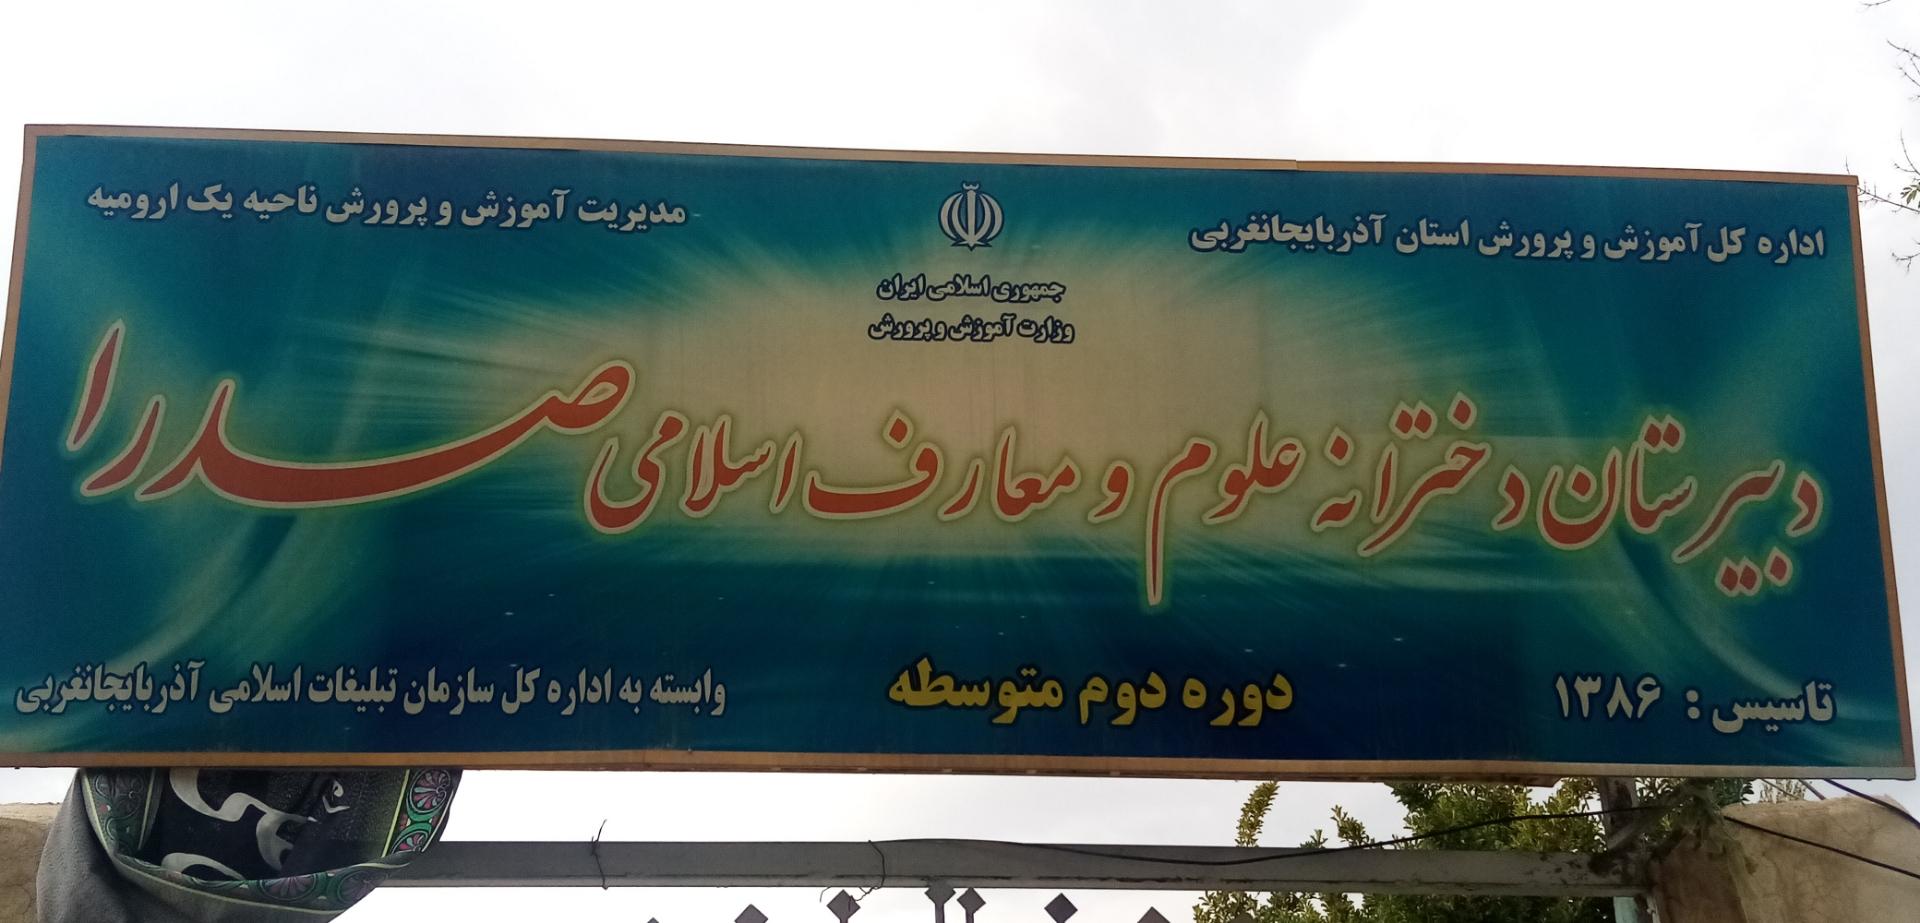 اداره کل آموزش و پرورش استان آذربایجانغربی
مدیریت آموزش و پرورش ناحیه یک ارومیه
جمهوری اسلامی ایران
وزارت آموزش و پرورش
دبیرستان دخترانه علوم و معارف اسلامی صدرا
تاسیس : ۱۳۸۶
دوره دوم متوسطه
وابسته به اداره کل سازمان تبلیغات اسلامی آذربایجانغربی